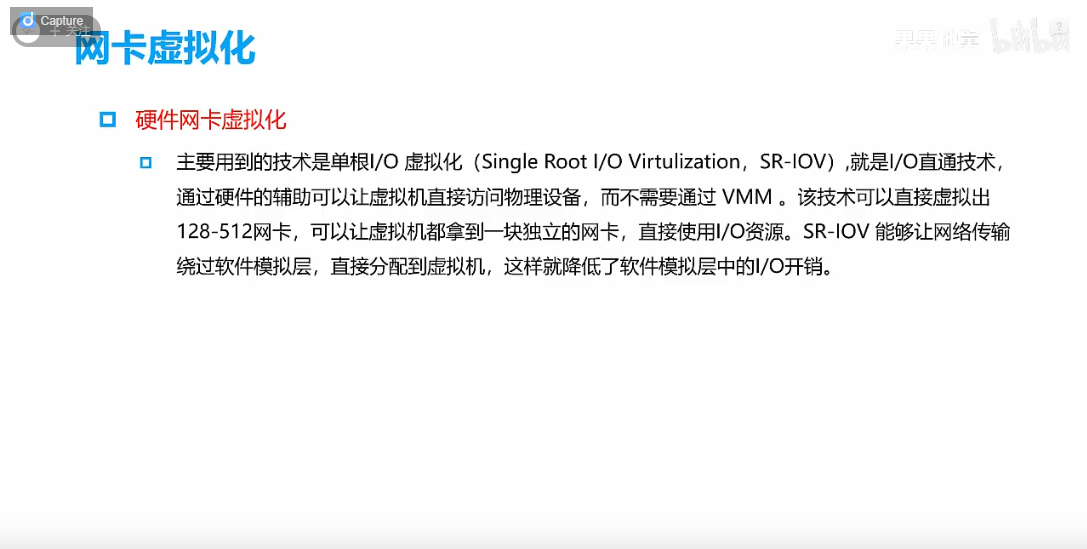 Capture
关注
网卡虚拟化
bilibili
硬件网卡虚拟化
主要用到的技术是单根I/O 虚拟化（Single Root I/O Virtulization，SR-IOV）,就是I/O直通技术，
通过硬件的辅助可以让虚拟机直接访问物理设备，而不需要通过 VMM 。该技术可以直接虚拟出
128-512网卡，可以让虚拟机都拿到一块独立的网卡，直接使用I/O资源。SR-IOV 能够让网络传输
绕过软件模拟层，直接分配到虚拟机，这样就降低了软件模拟层中的I/O开销。